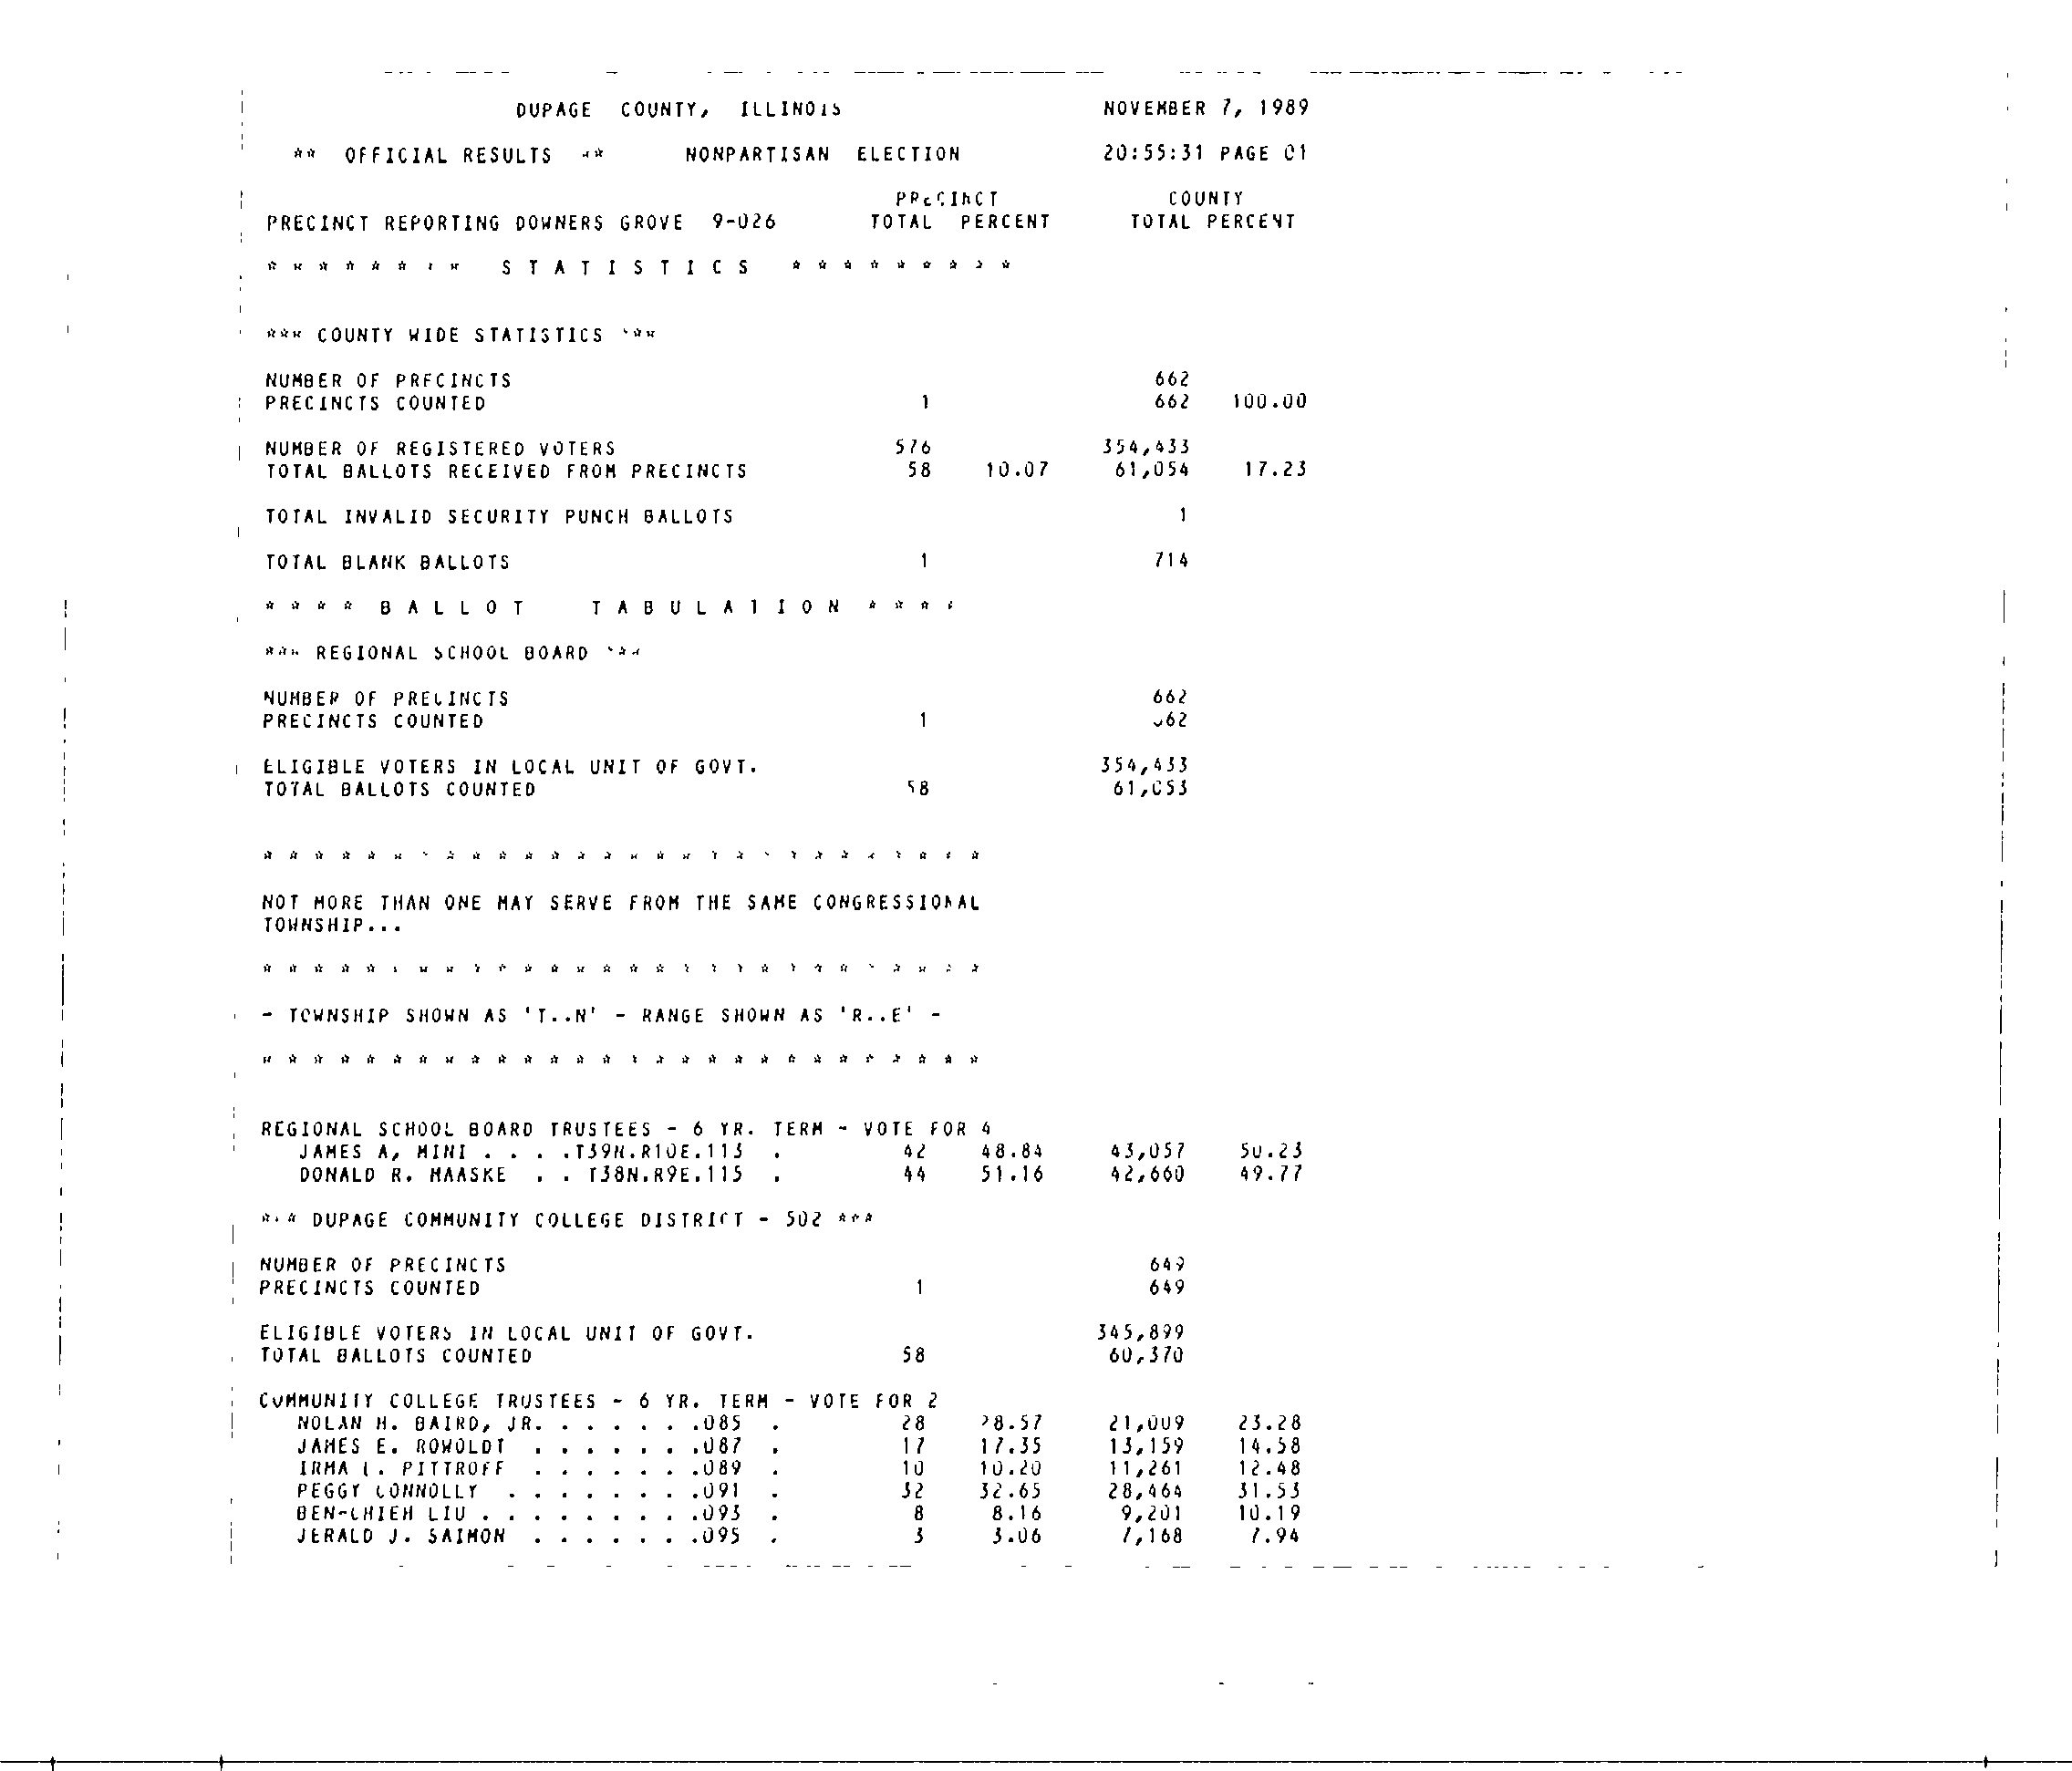 DUPAGE COUNTY, ILLINOIS NOVEMBER 7, 1989
** OFFICIAL RESULTS ** NONPARTISAN ELECTION 20:55:31 PAGE 01
PRECINCT COUNTY
PRECINCT REPORTING DOWNERS GROVE 9-026 TOTAL PERCENT TOTAL PERCENT
* * * * * * * * S T A T I S T I C S * * * * * * * * *
*** COUNTY WIDE STATISTICS ***
NUMBER OF PRECINCTS 662
PRECINCTS COUNTED 1 662 100.00
NUMBER OF REGISTERED VOTERS 576 354,433
TOTAL BALLOTS RECEIVED FROM PRECINCTS 58 10.07 61,054 17.23
TOTAL INVALID SECURITY PUNCH BALLOTS 1
TOTAL BLANK BALLOTS 1 714
* * * * B A L L O T T A B U L A T I O N * * * *
*** REGIONAL SCHOOL BOARD ***
NUMBER OF PRECINCTS 662
PRECINCTS COUNTED 1 662
ELIGIBLE VOTERS IN LOCAL UNIT OF GOVT. 354,433
TOTAL BALLOTS COUNTED 58 61,053
* * * * * * * * * * * * * * * * * * * * * * * * * * * *
NOT MORE THAN ONE MAY SERVE FROM THE SAME CONGRESSIONAL
TOWNSHIP...
* * * * * * * * * * * * * * * * * * * * * * * * * * * *
- TOWNSHIP SHOWN AS 'T..N' - RANGE SHOWN AS 'R..E' -
* * * * * * * * * * * * * * * * * * * * * * * * * * * *
REGIONAL SCHOOL BOARD TRUSTEES - 6 YR. TERM - VOTE FOR 4
JAMES A, MINI . . . .T39N.R10E.113 . 42 48.84 43,057 50.23
DONALD R. MAASKE . . T38N.R9E.115 . 44 51.16 42,660 49.77
*** DUPAGE COMMUNITY COLLEGE DISTRICT - 502 ***
NUMBER OF PRECINCTS 649
PRECINCTS COUNTED 1 649
ELIGIBLE VOTERS IN LOCAL UNIT OF GOVT. 345,899
TOTAL BALLOTS COUNTED 58 60,370
COMMUNITY COLLEGE TRUSTEES - 6 YR. TERM - VOTE FOR 2
NOLAN H. BAIRD, JR. . . . . . .085 . 28 28.57 21,009 23.28
JAMES E. ROWOLDT . . . . . . .087 . 17 17.35 13,159 14.58
IRMA L. PITTROFF . . . . . . .089 . 10 10.20 11,261 12.48
PEGGY CONNOLLY . . . . . . . .091 . 32 32.65 28,464 31.53
BEN-CHIEH LIU . . . . . . . . .093 . 8 8.16 9,201 10.19
JERALD J. SAIMON . . . . . . .095 . 3 3.06 7,168 7.94